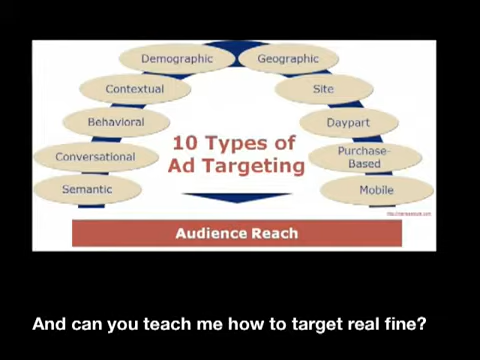 Demographic
Geographic
Contextual
Site
Behavioral
Daypart
10 Types of
Ad Targeting
Conversational
Purchase-
Based
Semantic
Mobile
Audience Reach
And can you teach me how to target real fine?